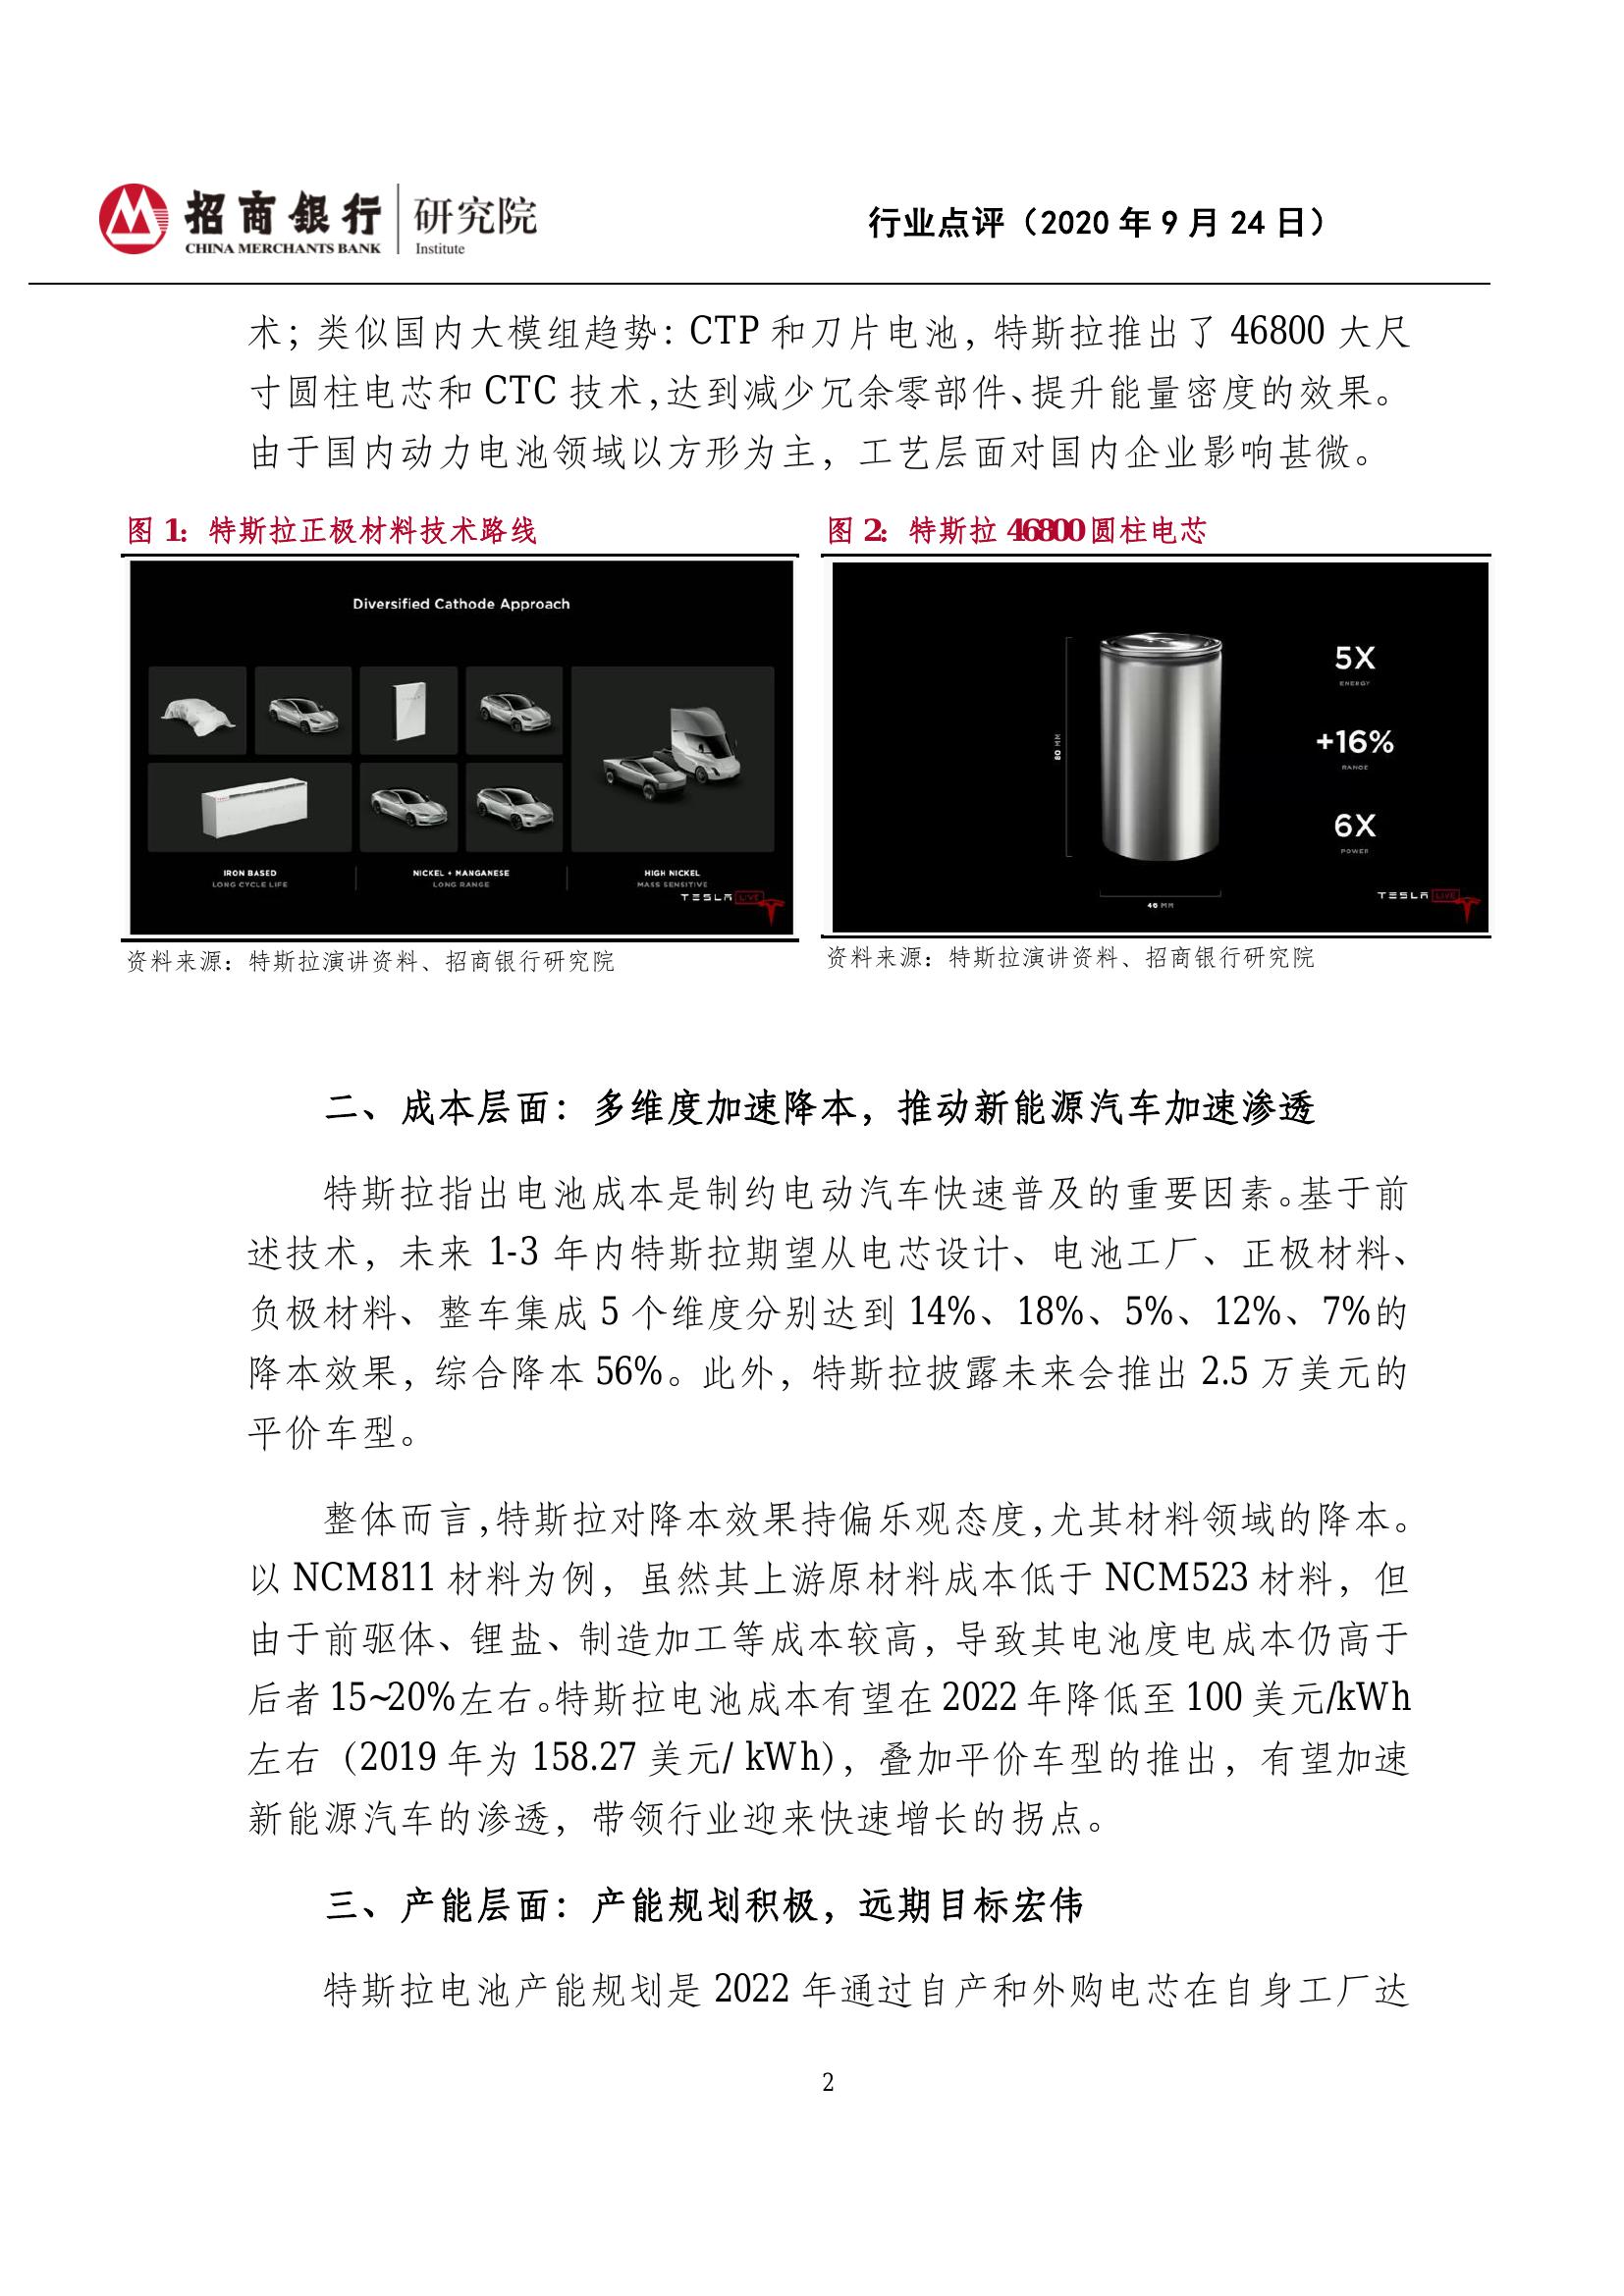 招商银行
CHINA MERCHANTS BANK
研究院
Institute
行业点评（2020 年 9 月 24 日）
术；类似国内大模组趋势：CTP 和刀片电池，特斯拉推出了 46800 大尺
寸圆柱电芯和 CTC 技术，达到减少冗余零部件、提升能量密度的效果。
由于国内动力电池领域以方形为主，工艺层面对国内企业影响甚微。
图 1：特斯拉正极材料技术路线
Diversified Cathode Approach
IRON BASED
LONG CYCLE LIFE
NICKEL + MANGANESE
LONG RANGE
HIGH NICKEL
MASS SENSITIVE
TESLA LIVE
资料来源：特斯拉演讲资料、招商银行研究院
图 2：特斯拉 46800 圆柱电芯
80 MM
46 MM
5X
ENERGY
+16%
RANGE
6X
POWER
TESLA LIVE
资料来源：特斯拉演讲资料、招商银行研究院
二、成本层面：多维度加速降本，推动新能源汽车加速渗透
特斯拉指出电池成本是制约电动汽车快速普及的重要因素。基于前
述技术，未来 1-3 年内特斯拉期望从电芯设计、电池工厂、正极材料、
负极材料、整车集成 5 个维度分别达到 14%、18%、5%、12%、7%的
降本效果，综合降本 56%。此外，特斯拉披露未来会推出 2.5 万美元的
平价车型。
整体而言，特斯拉对降本效果持偏乐观态度，尤其材料领域的降本。
以 NCM811 材料为例，虽然其上游原材料成本低于 NCM523 材料，但
由于前驱体、锂盐、制造加工等成本较高，导致其电池度电成本仍高于
后者 15~20%左右。特斯拉电池成本有望在 2022 年降低至 100 美元/kWh
左右（2019 年为 158.27 美元/ kWh），叠加平价车型的推出，有望加速
新能源汽车的渗透，带领行业迎来快速增长的拐点。
三、产能层面：产能规划积极，远期目标宏伟
特斯拉电池产能规划是 2022 年通过自产和外购电芯在自身工厂达
2